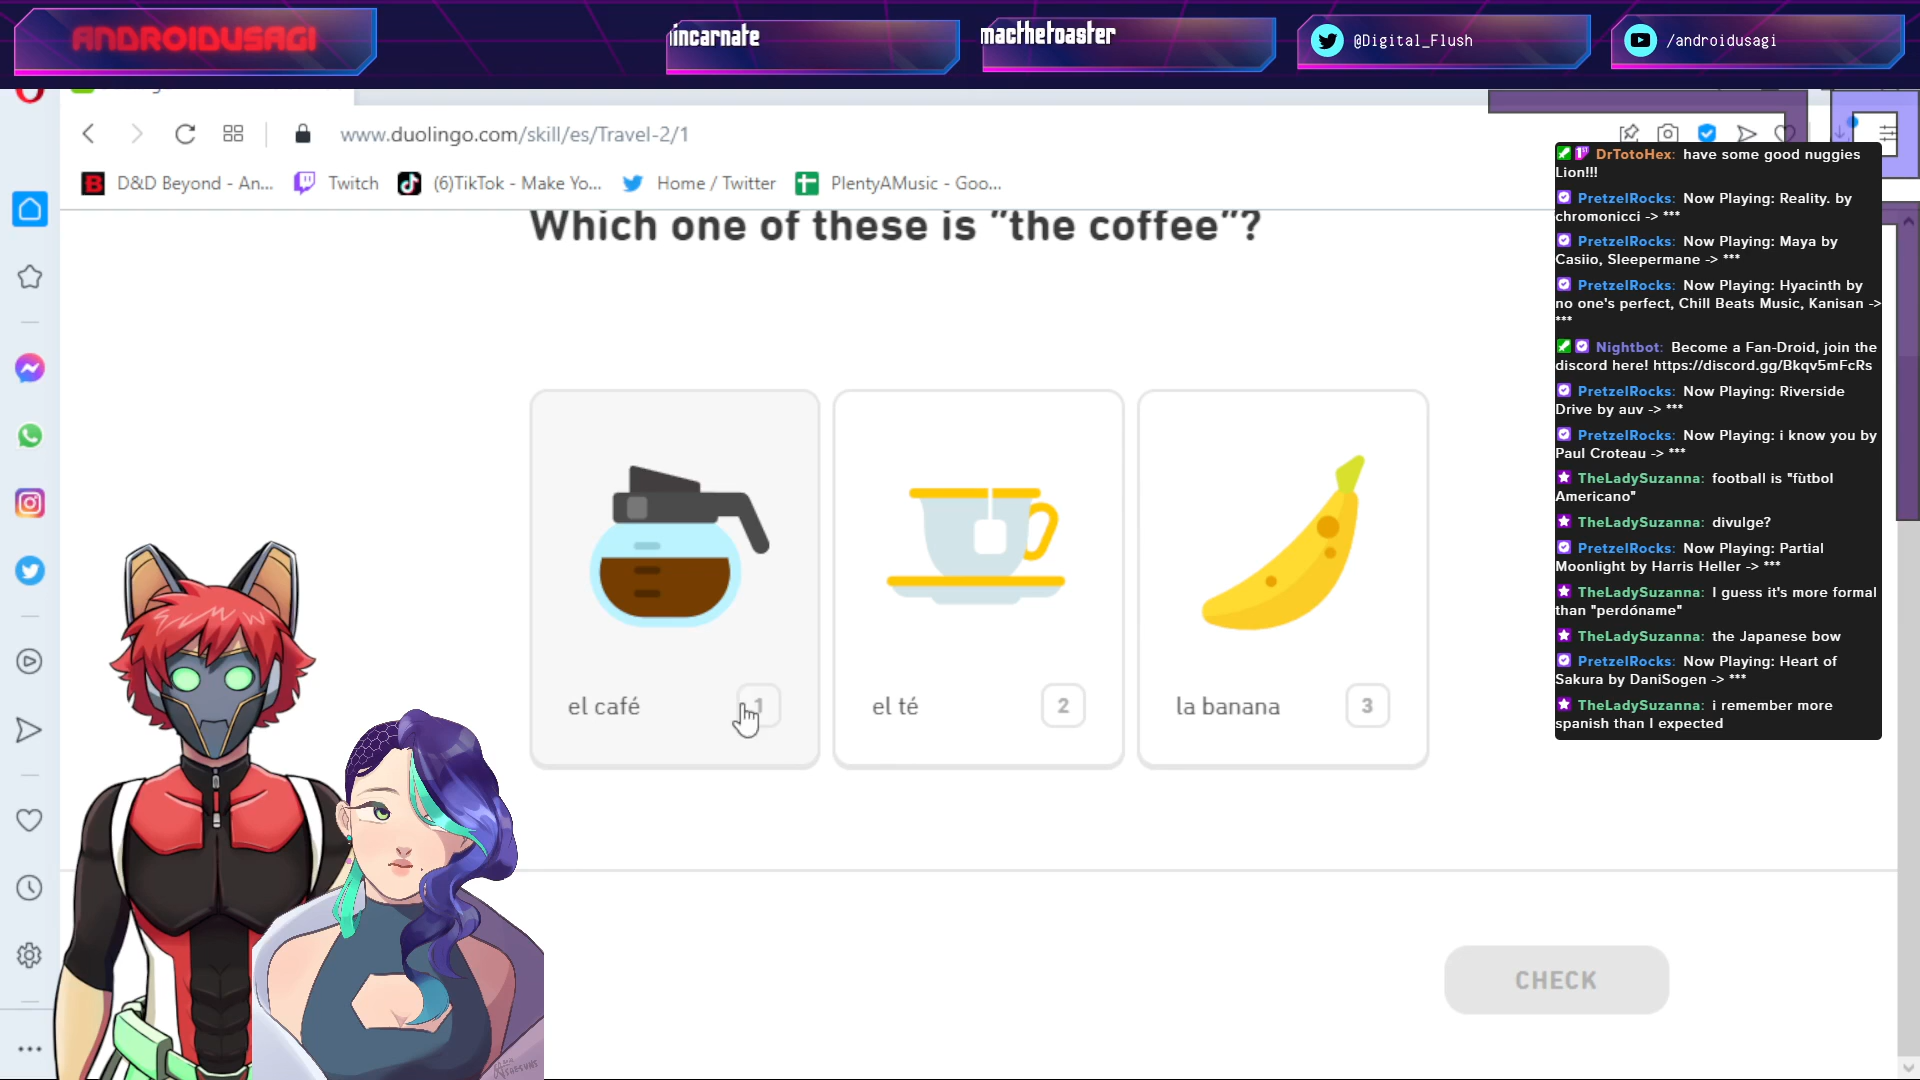 ANDROIDUSAGI
iincarnate
macthetoaster
@Digital_Flush
/androidusagi
www.duolingo.com/skill/es/Travel-2/1
D&D Beyond - An...
Twitch
(6)TikTok - Make Yo...
Home / Twitter
PlentyAMusic - Goo...
Which one of these is "the coffee"?
el café
1
el té
2
la banana
3
CHECK
DrTotoHex: have some good nuggies
Lion!!!
PretzelRocks: Now Playing: Reality. by
chromonicci -> ***
PretzelRocks: Now Playing: Maya by
Casiio, Sleepermane -> ***
PretzelRocks: Now Playing: Hyacinth by
no one's perfect, Chill Beats Music, Kanisan ->
***
Nightbot: Become a Fan-Droid, join the
discord here! https://discord.gg/Bkqv5mFcRs
PretzelRocks: Now Playing: Riverside
Drive by auv -> ***
PretzelRocks: Now Playing: i know you by
Paul Croteau -> ***
TheLadySuzanna: football is "fùtbol
Americano"
TheLadySuzanna: divulge?
PretzelRocks: Now Playing: Partial
Moonlight by Harris Heller -> ***
TheLadySuzanna: I guess it's more formal
than "perdóname"
TheLadySuzanna: the Japanese bow
PretzelRocks: Now Playing: Heart of
Sakura by DaniSogen -> ***
TheLadySuzanna: i remember more
spanish than I expected